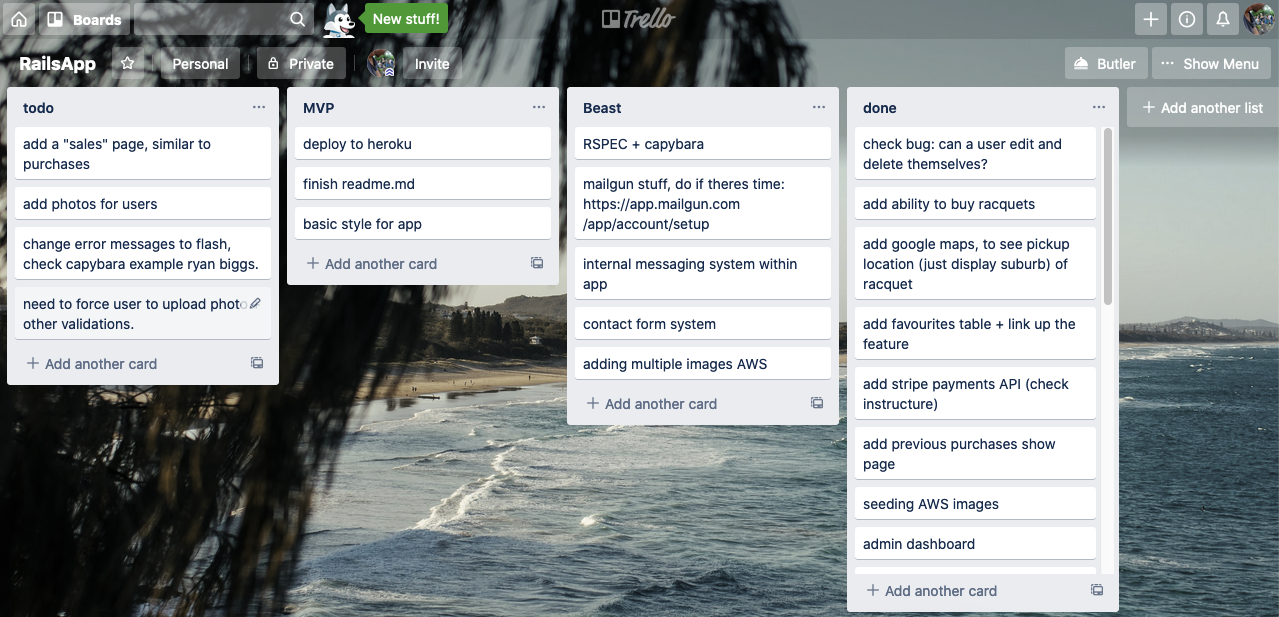 Boards
New stuff!
Trello
RailsApp
Personal
Private
Invite
Butler
Show Menu
todo
add a "sales" page, similar to
purchases
add photos for users
change error messages to flash,
check capybara example ryan biggs.
need to force user to upload photo
other validations.
Add another card
MVP
deploy to heroku
finish readme.md
basic style for app
Add another card
Beast
RSPEC + capybara
mailgun stuff, do if theres time:
https://app.mailgun.com
/app/account/setup
internal messaging system within
app
contact form system
adding multiple images AWS
Add another card
done
check bug: can a user edit and
delete themselves?
add ability to buy racquets
add google maps, to see pickup
location (just display suburb) of
racquet
add favourites table + link up the
feature
add stripe payments API (check
instructure)
add previous purchases show
page
seeding AWS images
admin dashboard
Add another card
Add another list